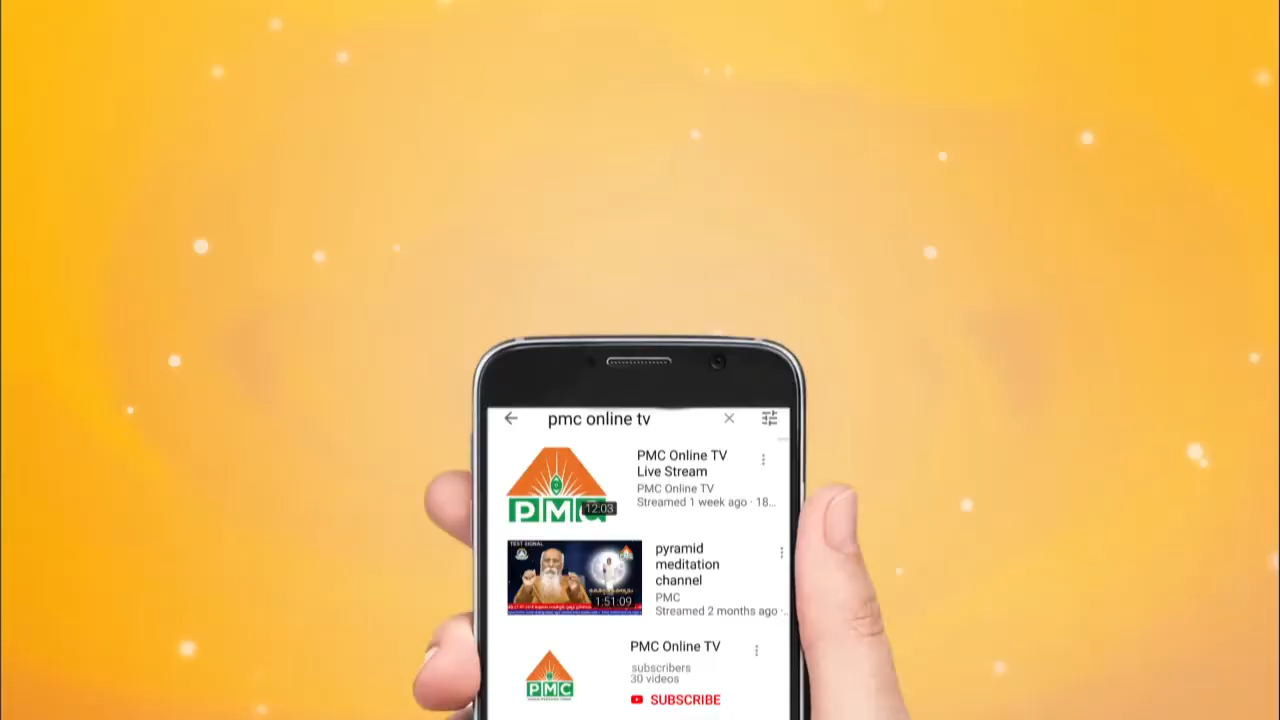 pmc online tv
PMC Online TV
Live Stream
PMC Online TV
Streamed 1 week ago · 18...
PMC
12:03
TEST SIGNAL
1:51:09
pyramid
meditation
channel
PMC
Streamed 2 months ago ·..
PMC Online TV
subscribers
30 videos
SUBSCRIBE
PMC